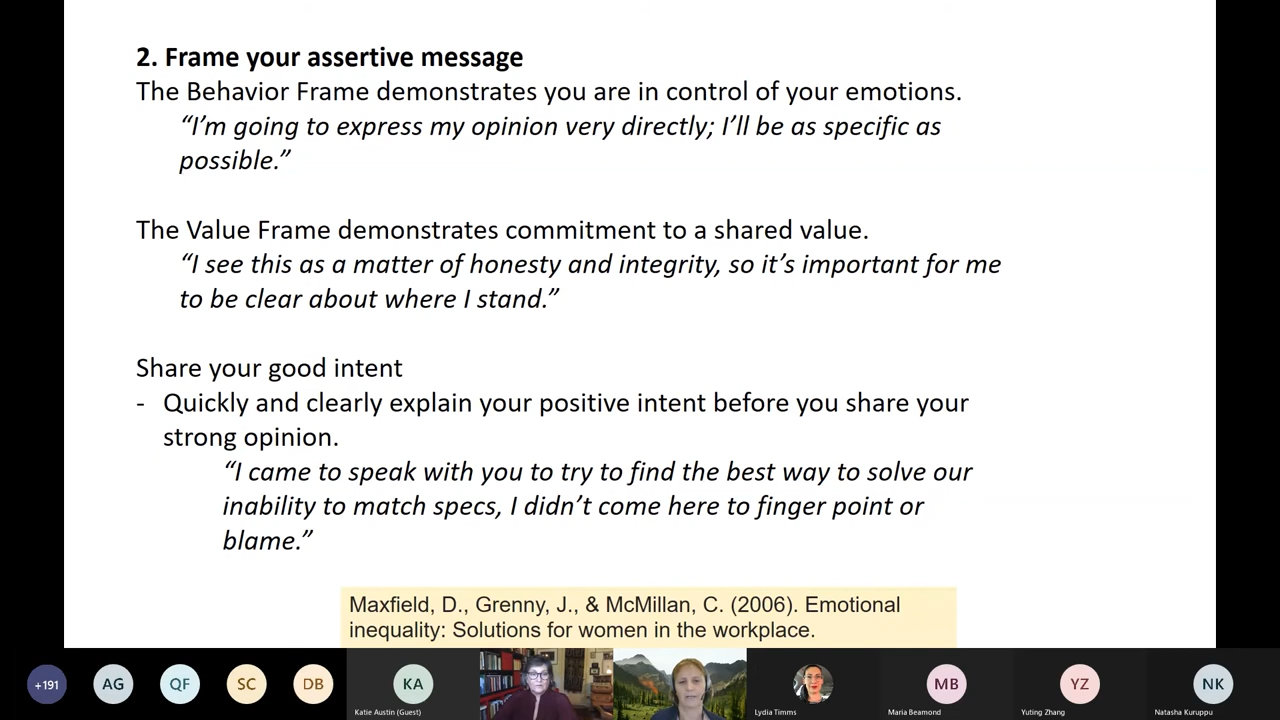 2. Frame your assertive message
The Behavior Frame demonstrates you are in control of your emotions.
“I’m going to express my opinion very directly; I’ll be as specific as
possible.”
The Value Frame demonstrates commitment to a shared value.
“I see this as a matter of honesty and integrity, so it’s important for me
to be clear about where I stand.”
Share your good intent
- Quickly and clearly explain your positive intent before you share your
strong opinion.
“I came to speak with you to try to find the best way to solve our
inability to match specs, I didn’t come here to finger point or
blame.”
Maxfield, D., Grenny, J., & McMillan, C. (2006). Emotional
inequality: Solutions for women in the workplace.
+191 AG QF SC DB KA MB YZ NK
Katie Austin (Guest) Lydia Timms Maria Beamond Yuting Zhang Natasha Kuruppu